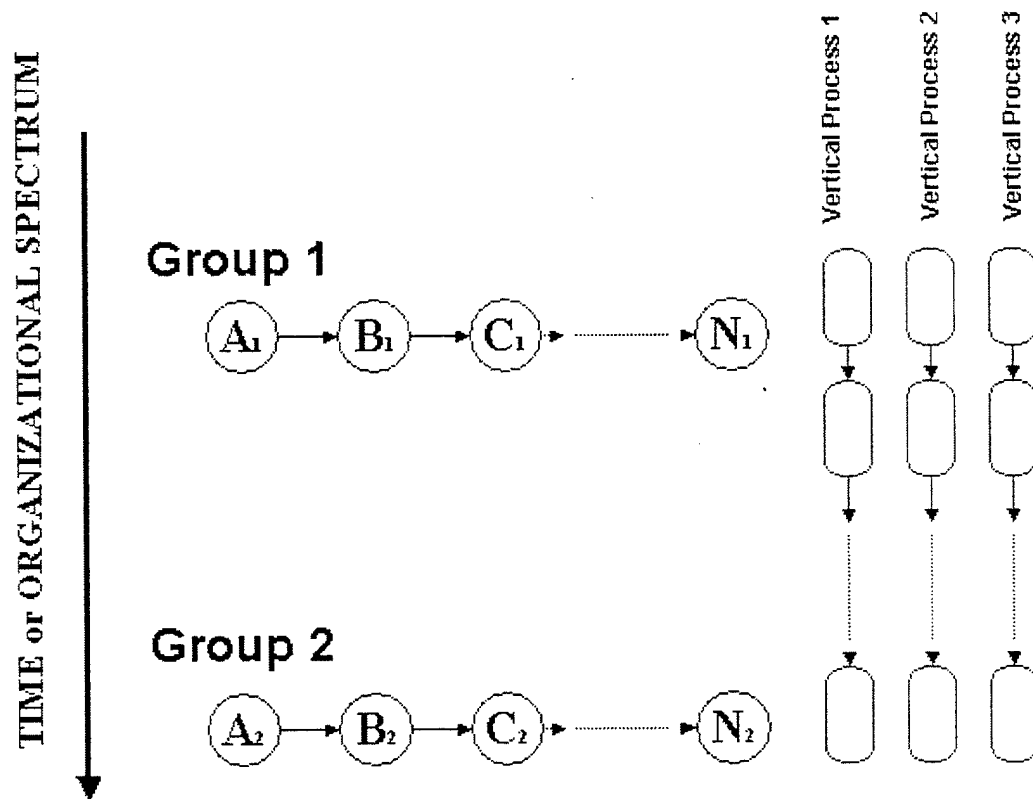 TIME or ORGANIZATIONAL SPECTRUM
Vertical Process 1
Vertical Process 2
Vertical Process 3
Group 1
A₁ B₁ C₁ N₁
Group 2
A₂ B₂ C₂ N₂